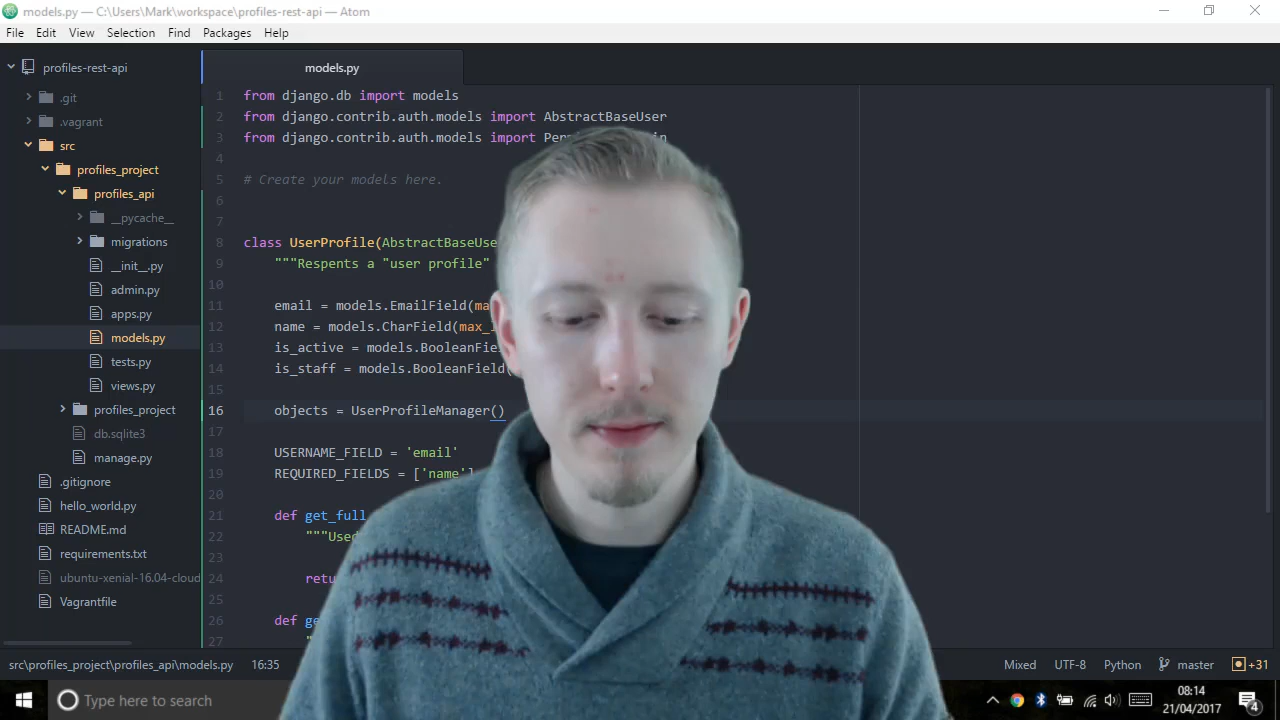 models.py — C:\Users\Mark\workspace\profiles-rest-api — Atom
File Edit View Selection Find Packages Help
profiles-rest-api
.git
.vagrant
src
profiles_project
profiles_api
__pycache__
migrations
__init__.py
admin.py
apps.py
models.py
tests.py
views.py
profiles_project
db.sqlite3
manage.py
.gitignore
hello_world.py
README.md
requirements.txt
ubuntu-xenial-16.04-cloud
Vagrantfile
models.py
1 from django.db import models
2 from django.contrib.auth.models import AbstractBaseUser
3 from django.contrib.auth.models import
4
5 # Create your models here.
6
7
8 class UserProfile(AbstractBaseUse
9 """Respents a "user profile"
10
11 email = models.EmailField(ma
12 name = models.CharField(max_
13 is_active = models.BooleanFie
14 is_staff = models.BooleanField(
15
16 objects = UserProfileManager()
17
18 USERNAME_FIELD = 'email'
19 REQUIRED_FIELDS = ['name']
20
21 def get_full
22 """Used
23
24 retu
25
26 def ge
27 "
src\profiles_project\profiles_api\models.py 16:35 Mixed UTF-8 Python master +31
Type here to search
08:14
21/04/2017
4